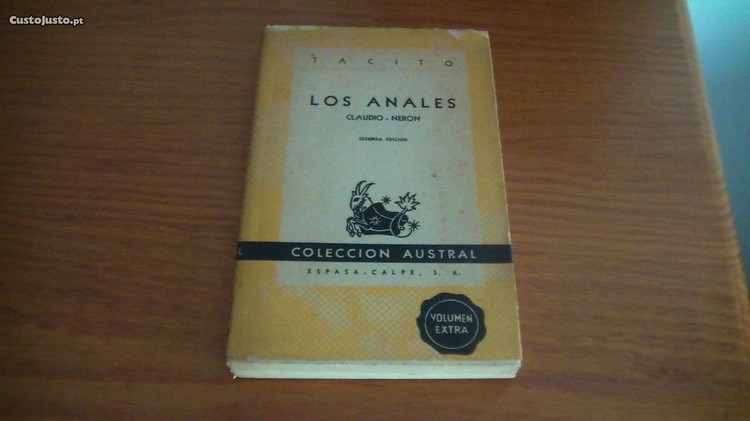 CustoJusto.pt
TACITO
LOS ANALES
CLAUDIO - NERON
SEGUNDA EDICION
L
COLECCION AUSTRAL
ESPASA-CALPE, S. A.
VOLUMEN
EXTRA